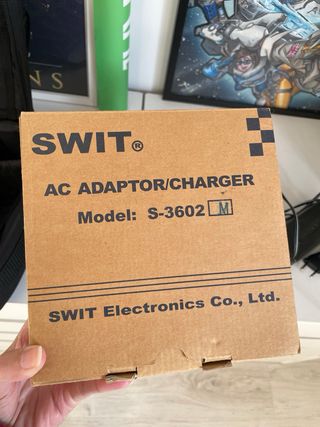 SWIT®
AC ADAPTOR/CHARGER
Model: S-3602 M
SWIT Electronics Co., Ltd.